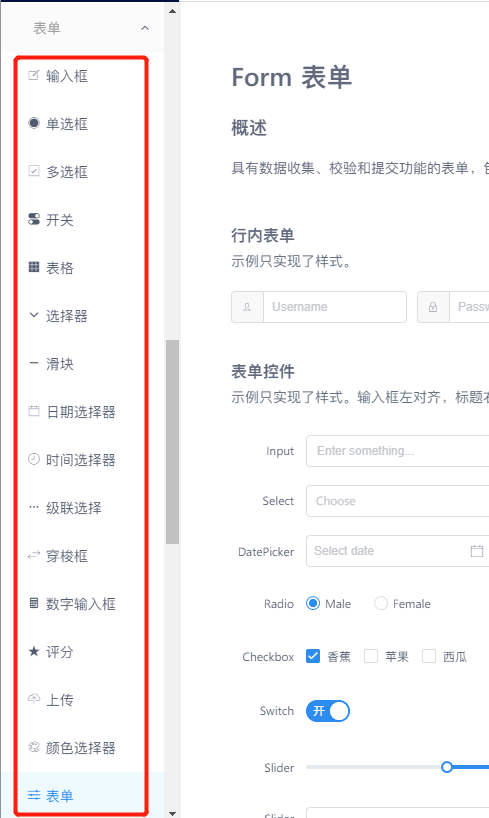 表单
输入框
单选框
多选框
开关
表格
选择器
滑块
日期选择器
时间选择器
级联选择
穿梭框
数字输入框
评分
上传
颜色选择器
表单
Form 表单
概述
具有数据收集、校验和提交功能的表单，
行内表单
示例只实现了样式。
Username
Passw
表单控件
示例只实现了样式。输入框左对齐，标题
Input Enter something...
Select Choose
DatePicker Select date
Radio Male Female
Checkbox 香蕉 苹果 西瓜
Switch 开
Slider